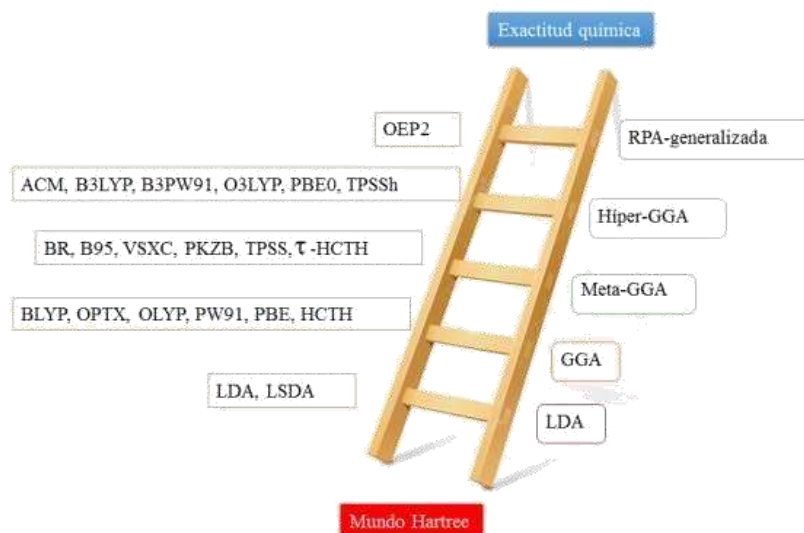 Exactitud química
OEP2
RPA-generalizada
ACM, B3LYP, B3PW91, O3LYP, PBE0, TPSSh
Híper-GGA
BR, B95, VSXC, PKZB, TPSS, τ -HCTH
Meta-GGA
BLYP, OPTX, OLYP, PW91, PBE, HCTH
GGA
LDA, LSDA
LDA
Mundo Hartree